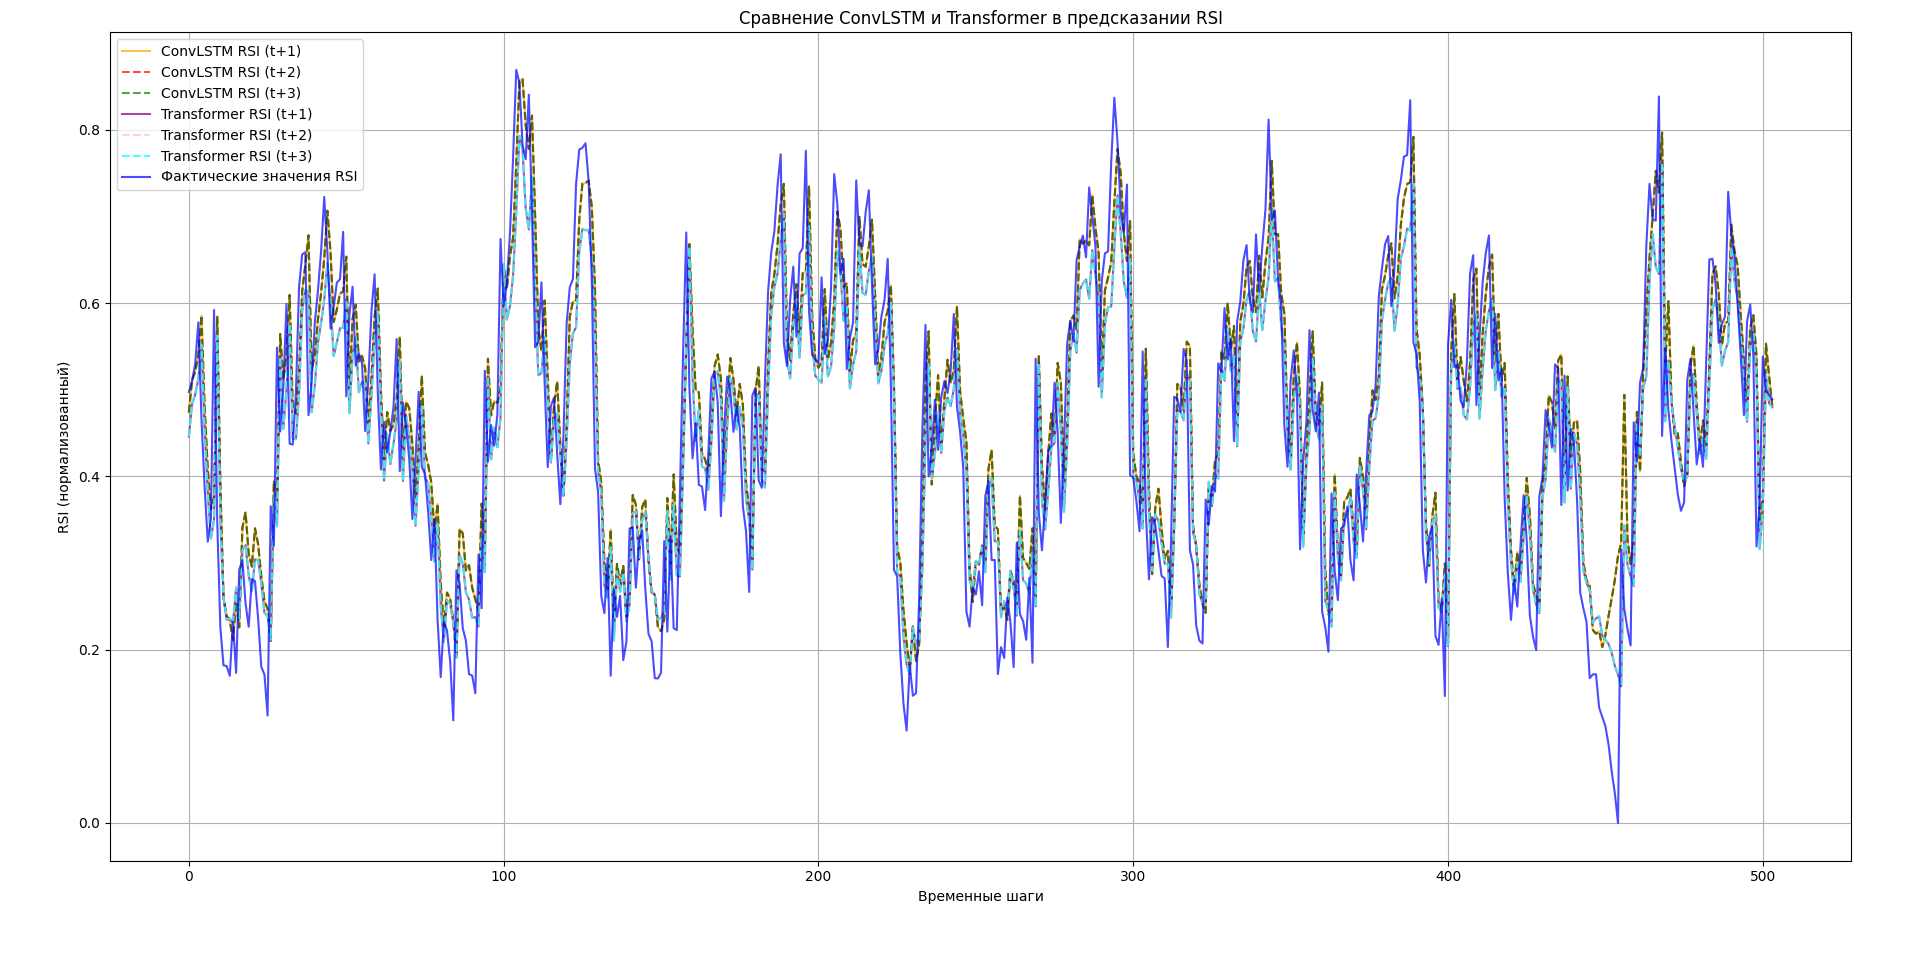 Сравнение ConvLSTM и Transformer в предсказании RSI
ConvLSTM RSI (t+1)
ConvLSTM RSI (t+2)
ConvLSTM RSI (t+3)
Transformer RSI (t+1)
Transformer RSI (t+2)
Transformer RSI (t+3)
Фактические значения RSI
RSI (нормализованный)
0.8
0.6
0.4
0.2
0.0
0 100 200 300 400 500
Временные шаги